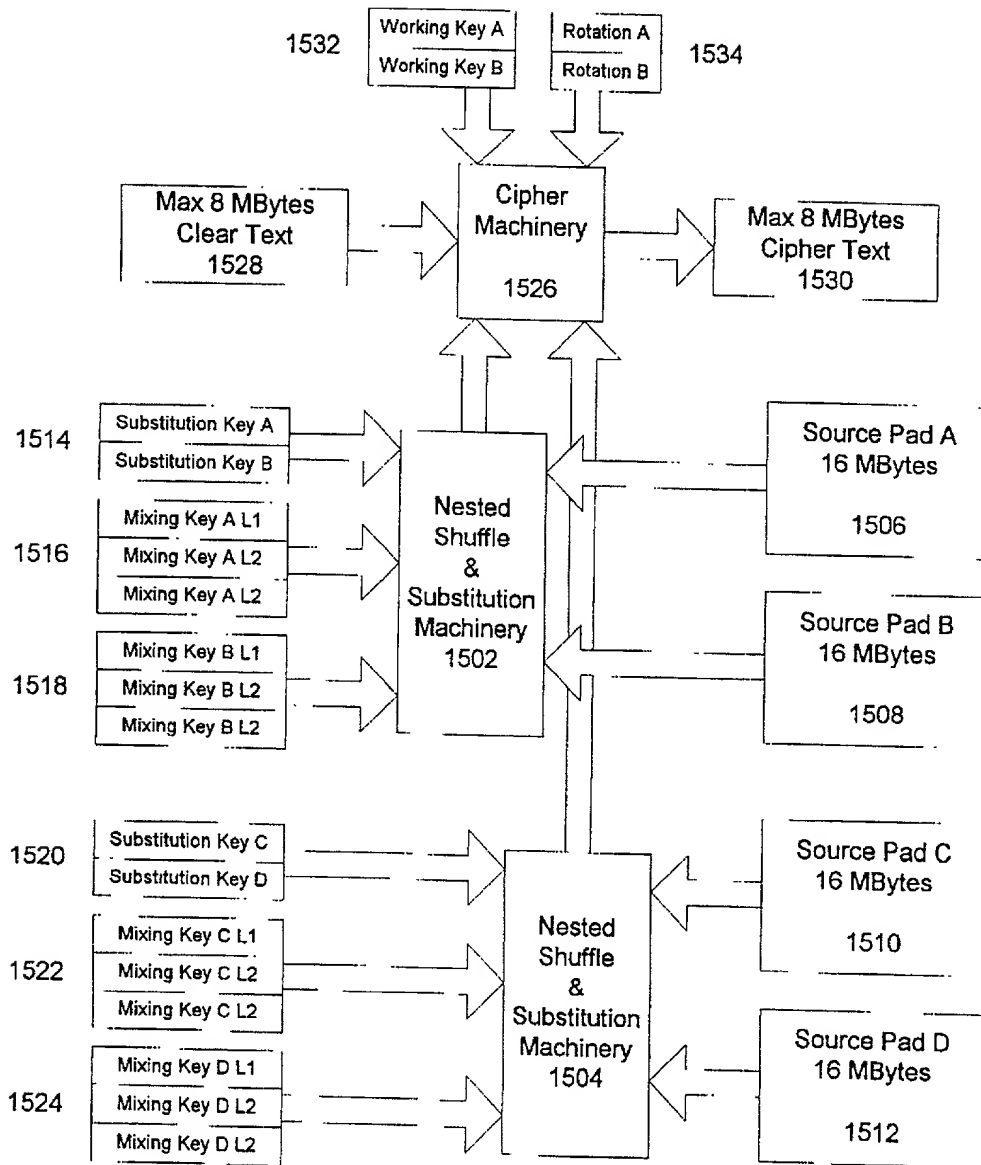 1532
Working Key A
Working Key B
Rotation A
Rotation B
1534
Max 8 MBytes
Clear Text
1528
Cipher
Machinery
1526
Max 8 MBytes
Cipher Text
1530
1514
Substitution Key A
Substitution Key B
1516
Mixing Key A L1
Mixing Key A L2
Mixing Key A L2
1518
Mixing Key B L1
Mixing Key B L2
Mixing Key B L2
Nested
Shuffle
&
Substitution
Machinery
1502
Source Pad A
16 MBytes
1506
Source Pad B
16 MBytes
1508
1520
Substitution Key C
Substitution Key D
1522
Mixing Key C L1
Mixing Key C L2
Mixing Key C L2
1524
Mixing Key D L1
Mixing Key D L2
Mixing Key D L2
Nested
Shuffle
&
Substitution
Machinery
1504
Source Pad C
16 MBytes
1510
Source Pad D
16 MBytes
1512